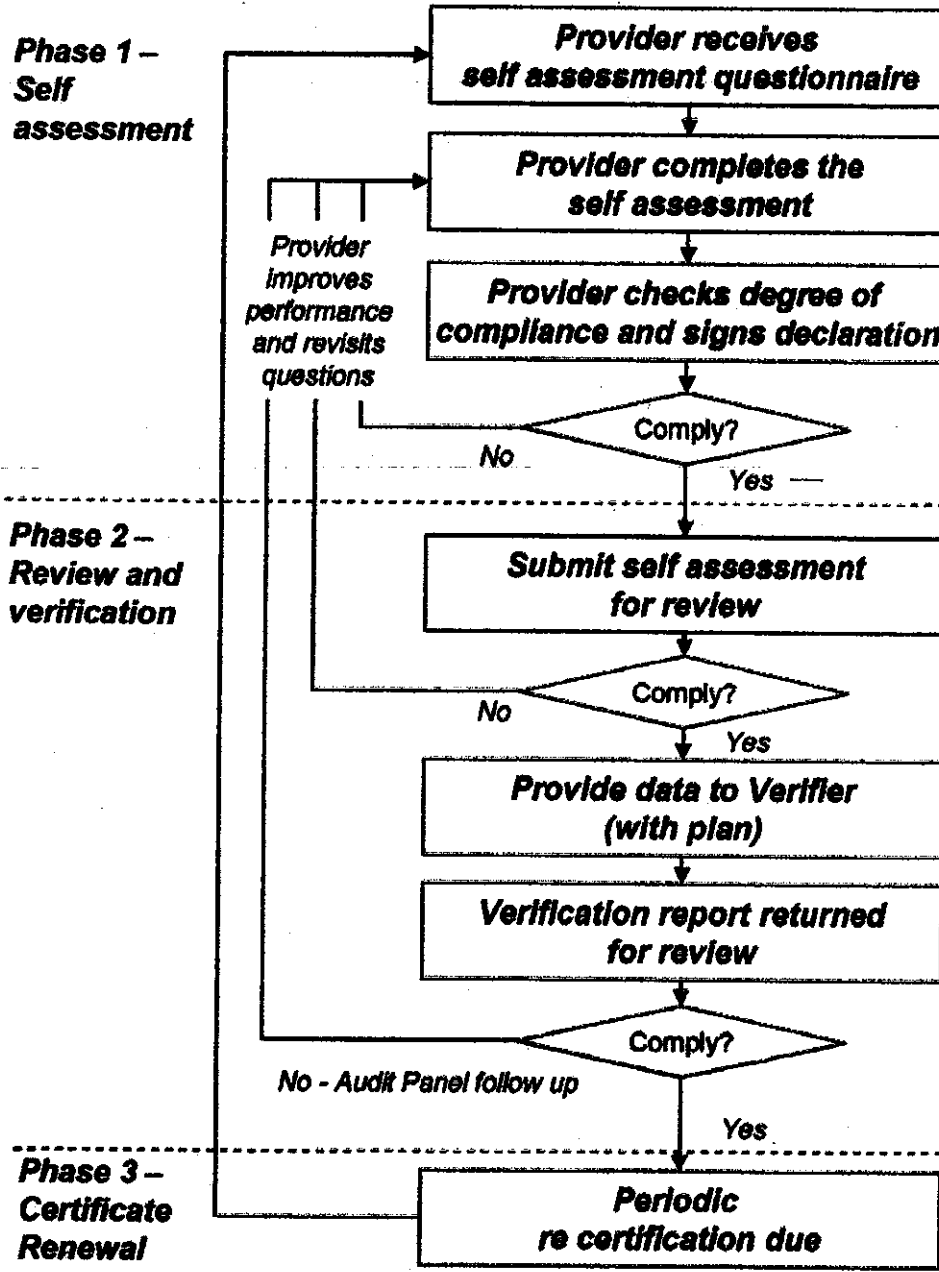 Phase 1 –
Self
assessment
Provider receives
self assessment questionnaire
Provider completes the
self assessment
Provider
improves
performance
and revisits
questions
Provider checks degree of
compliance and signs declaration
Comply?
No
Yes
Phase 2 –
Review and
verification
Submit self assessment
for review
Comply?
No
Yes
Provide data to Verifier
(with plan)
Verification report returned
for review
Comply?
No - Audit Panel follow up
Yes
Phase 3 –
Certificate
Renewal
Periodic
re certification due